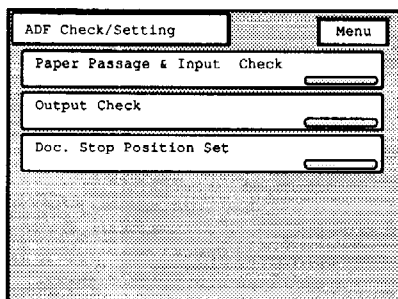 ADF Check/Setting
Menu
Paper Passage & Input Check
Output Check
Doc. Stop Position Set